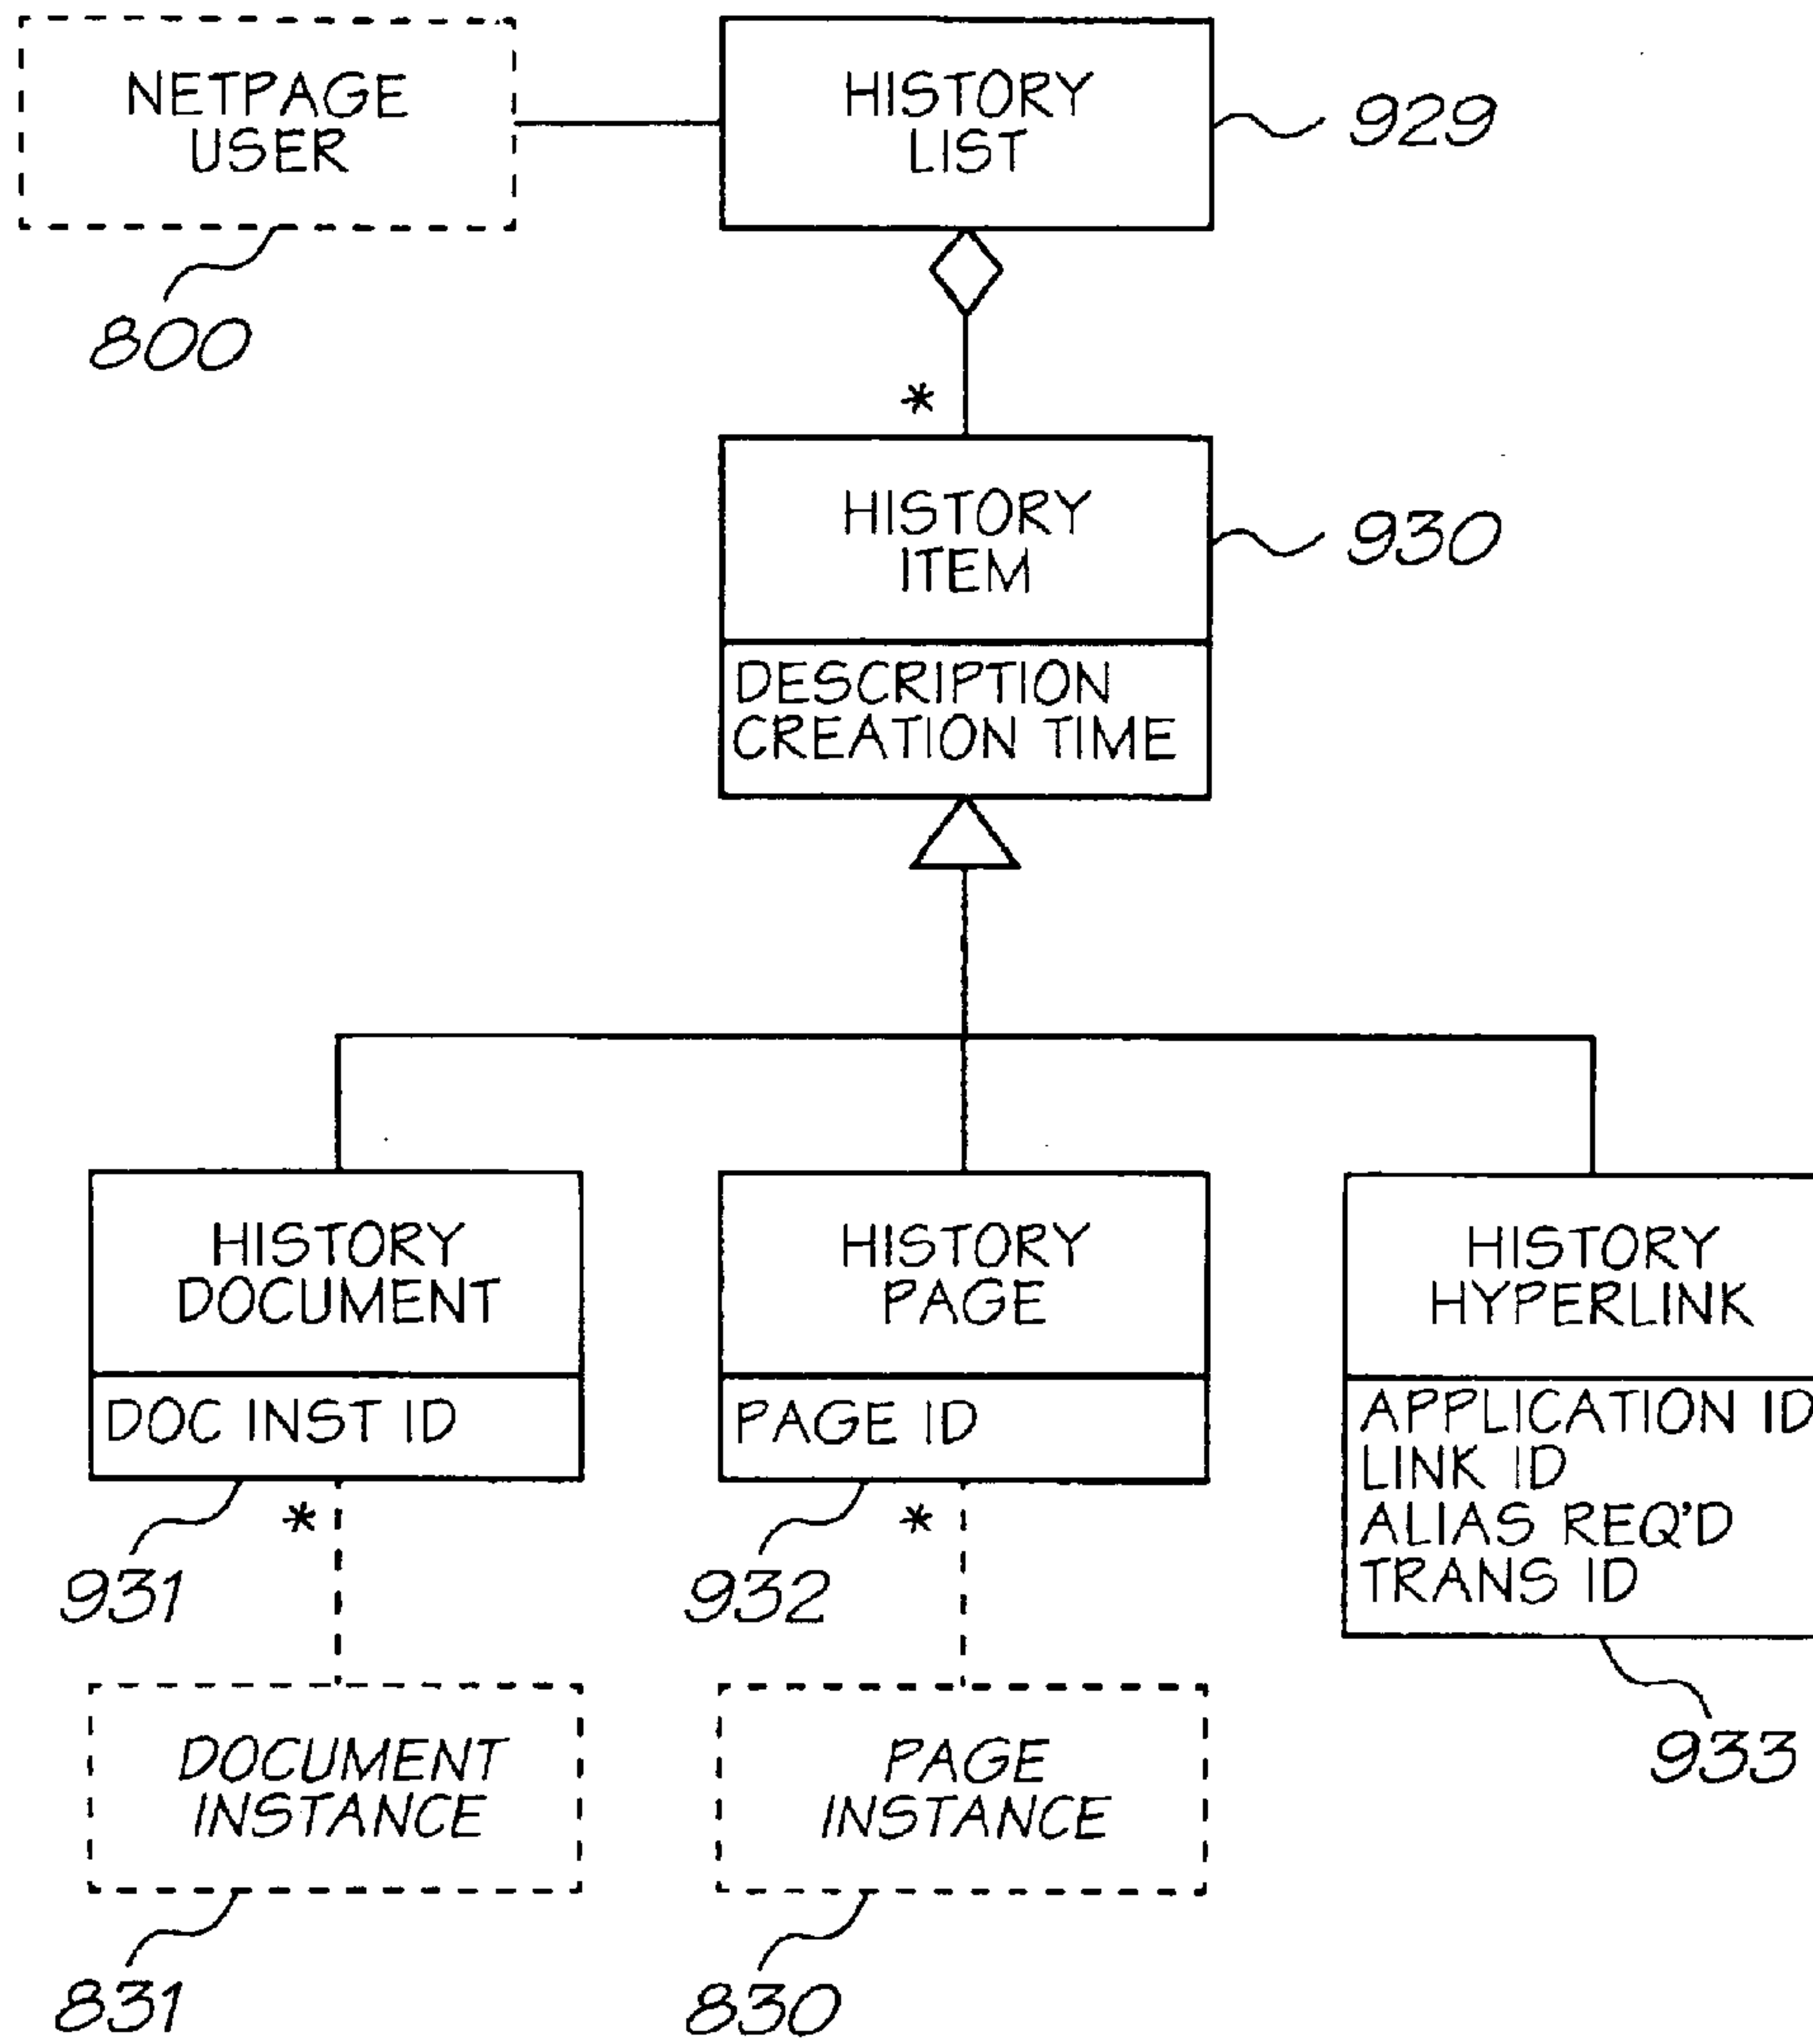 NETPAGE
USER
800
HISTORY
LIST
929
*
HISTORY
ITEM
930
DESCRIPTION
CREATION TIME
HISTORY
DOCUMENT
DOC INST ID
931
*
HISTORY
PAGE
PAGE ID
932
*
HISTORY
HYPERLINK
APPLICATION ID
LINK ID
ALIAS REQ'D
TRANS ID
933
DOCUMENT
INSTANCE
831
PAGE
INSTANCE
830